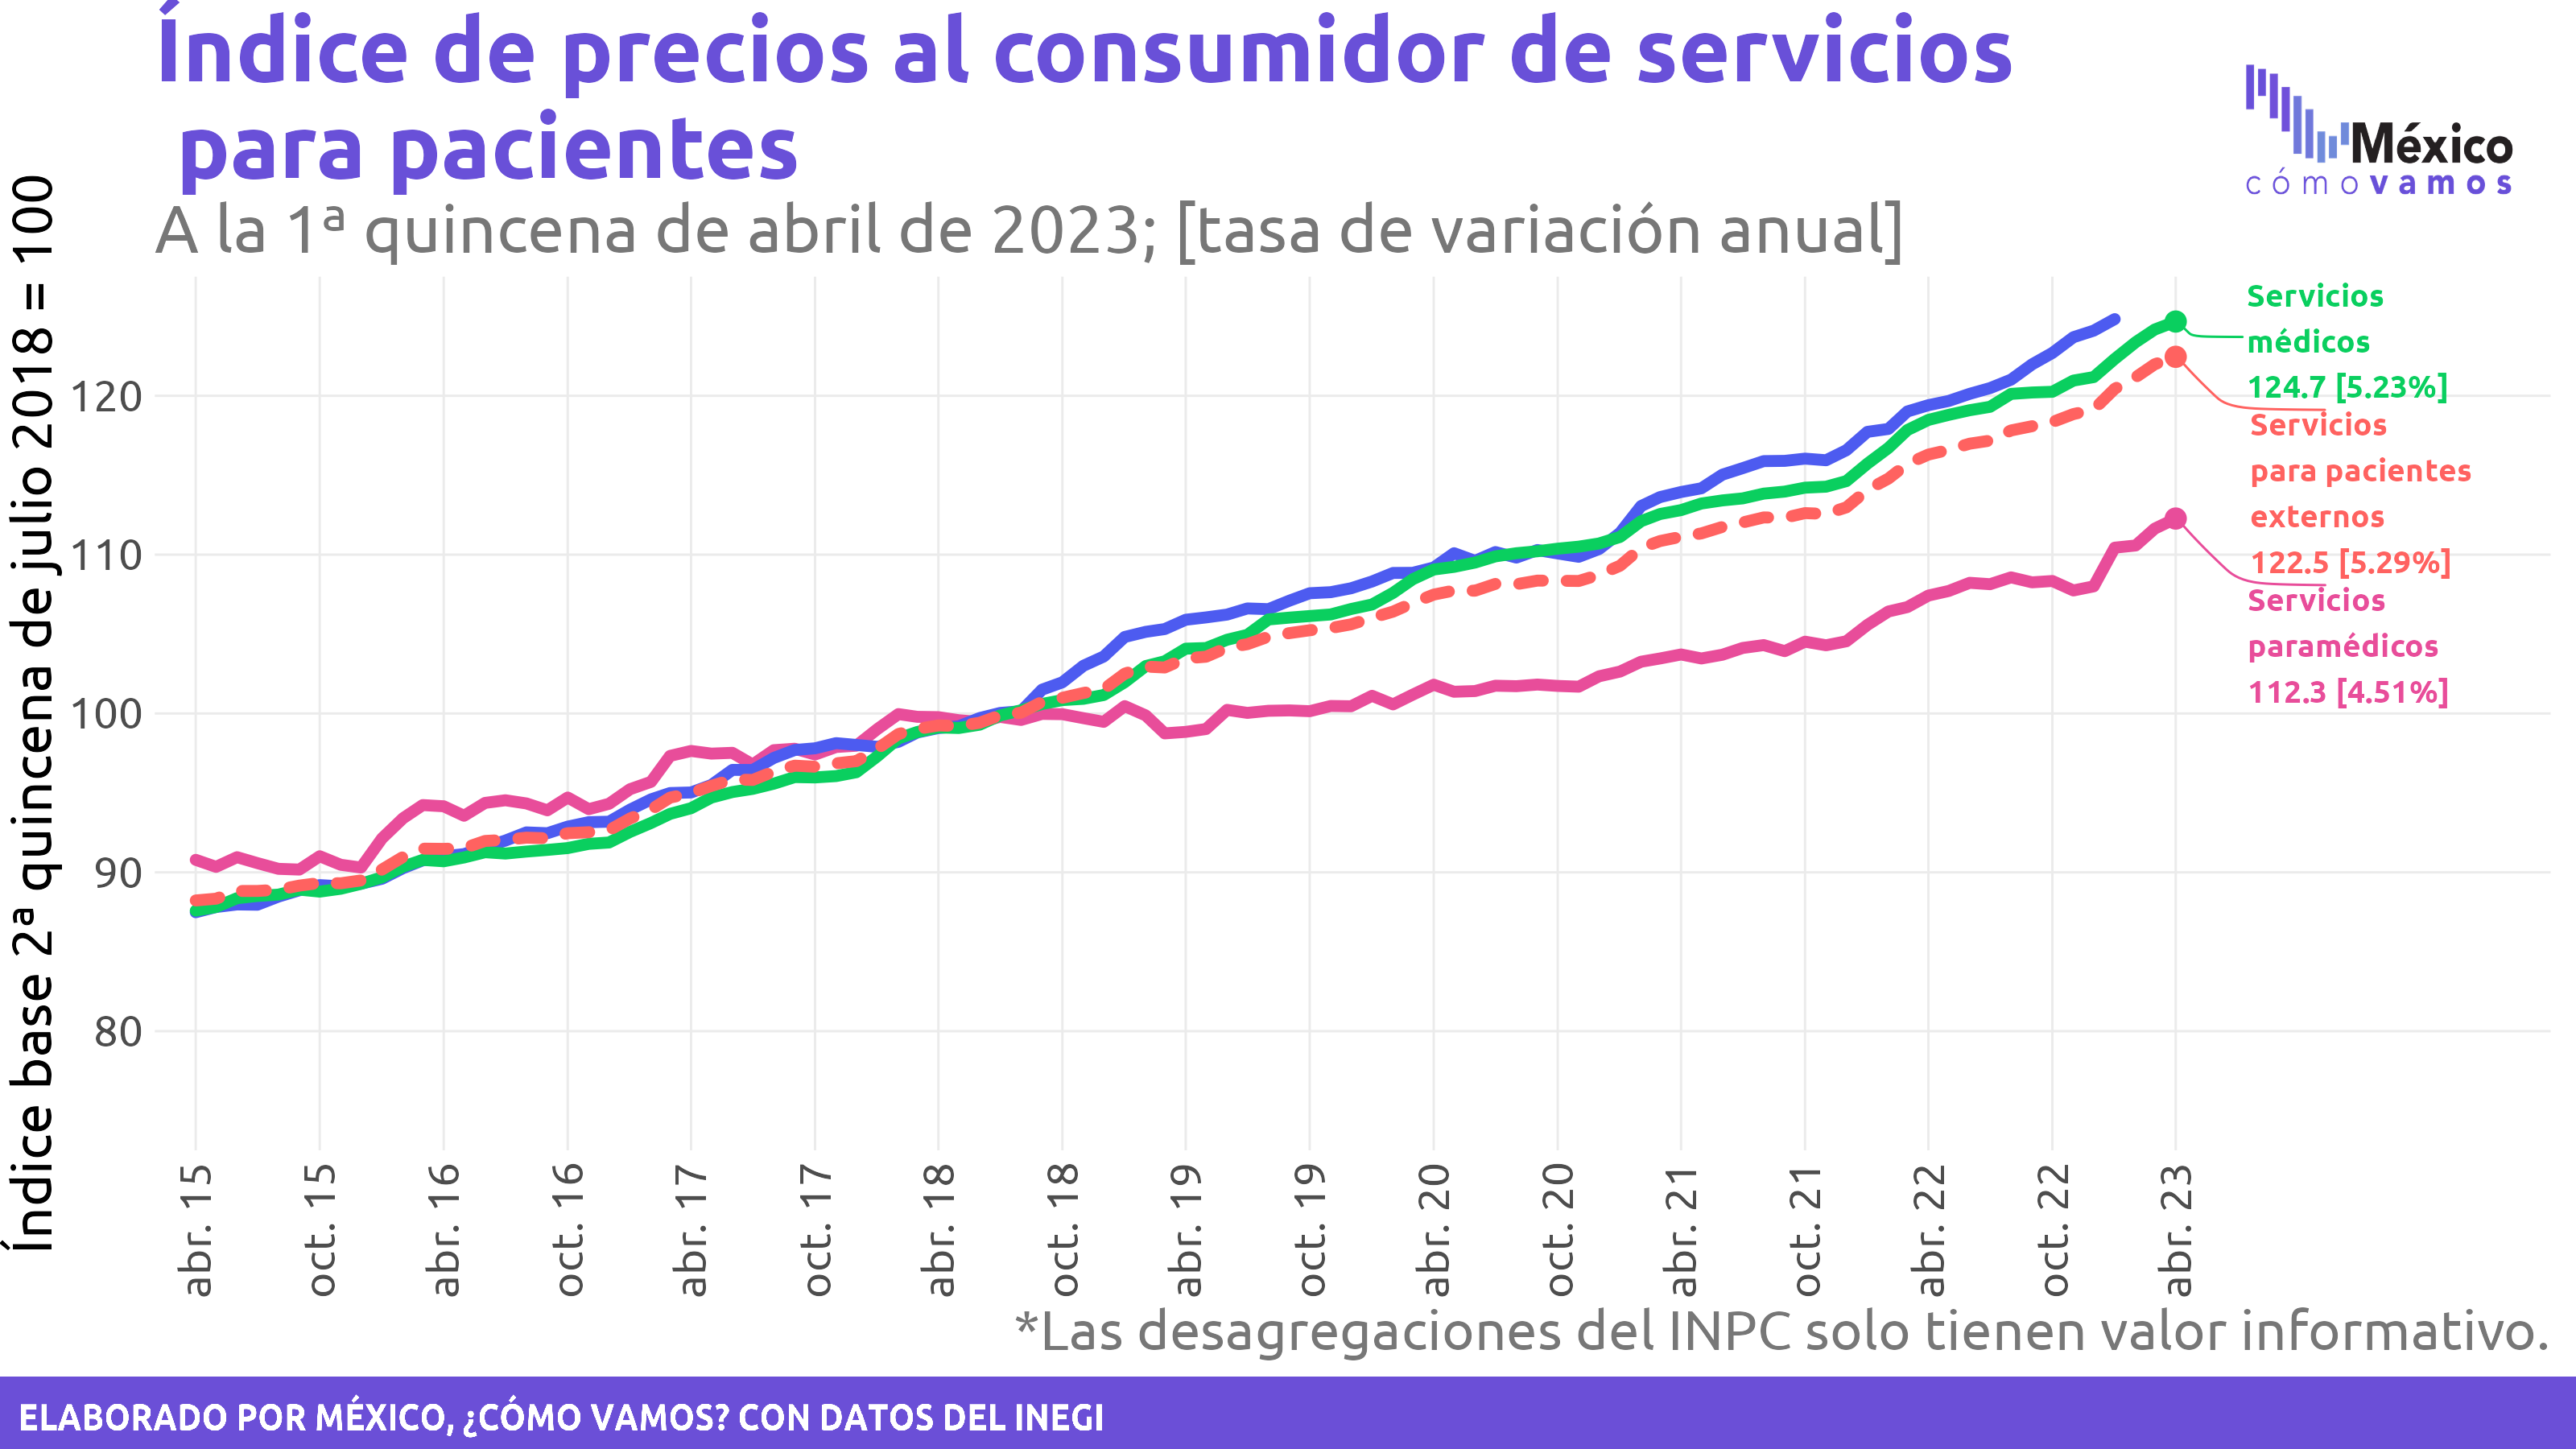 Índice de precios al consumidor de servicios
para pacientes
A la 1ª quincena de abril de 2023; [tasa de variación anual]
México
cómo vamos
Índice base 2ª quincena de julio 2018 = 100
120
110
100
90
80
Servicios
médicos
124.7 [5.23%]
Servicios
para pacientes
externos
122.5 [5.29%]
Servicios
paramédicos
112.3 [4.51%]
abr. 15
oct. 15
abr. 16
oct. 16
abr. 17
oct. 17
abr. 18
oct. 18
abr. 19
oct. 19
abr. 20
oct. 20
abr. 21
oct. 21
abr. 22
oct. 22
abr. 23
*Las desagregaciones del INPC solo tienen valor informativo.
ELABORADO POR MÉXICO, ¿CÓMO VAMOS? CON DATOS DEL INEGI